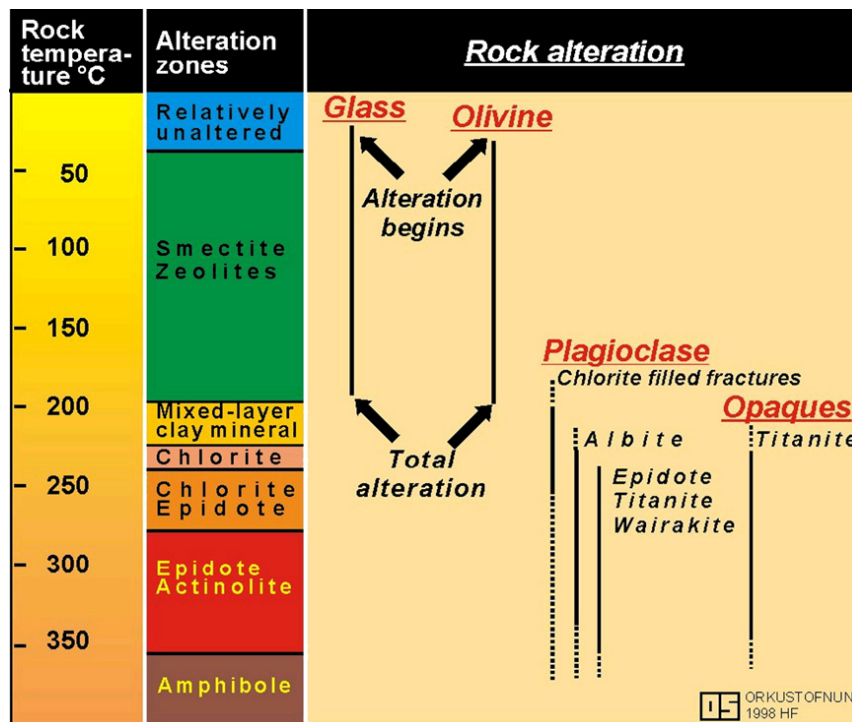 Rock
tempera-
ture °C
Alteration
zones
Rock alteration
50
100
150
200
250
300
350
Relatively
unaltered
Smectite
Zeolites
Mixed-layer
clay mineral
Chlorite
Chlorite
Epidote
Epidote
Actinolite
Amphibole
Glass
Olivine
Alteration
begins
Total
alteration
Plagioclase
Chlorite filled fractures
Albite
Epidote
Titanite
Wairakite
Opaques
Titanite
OS
ORKUSTOFNUN
1998 HF